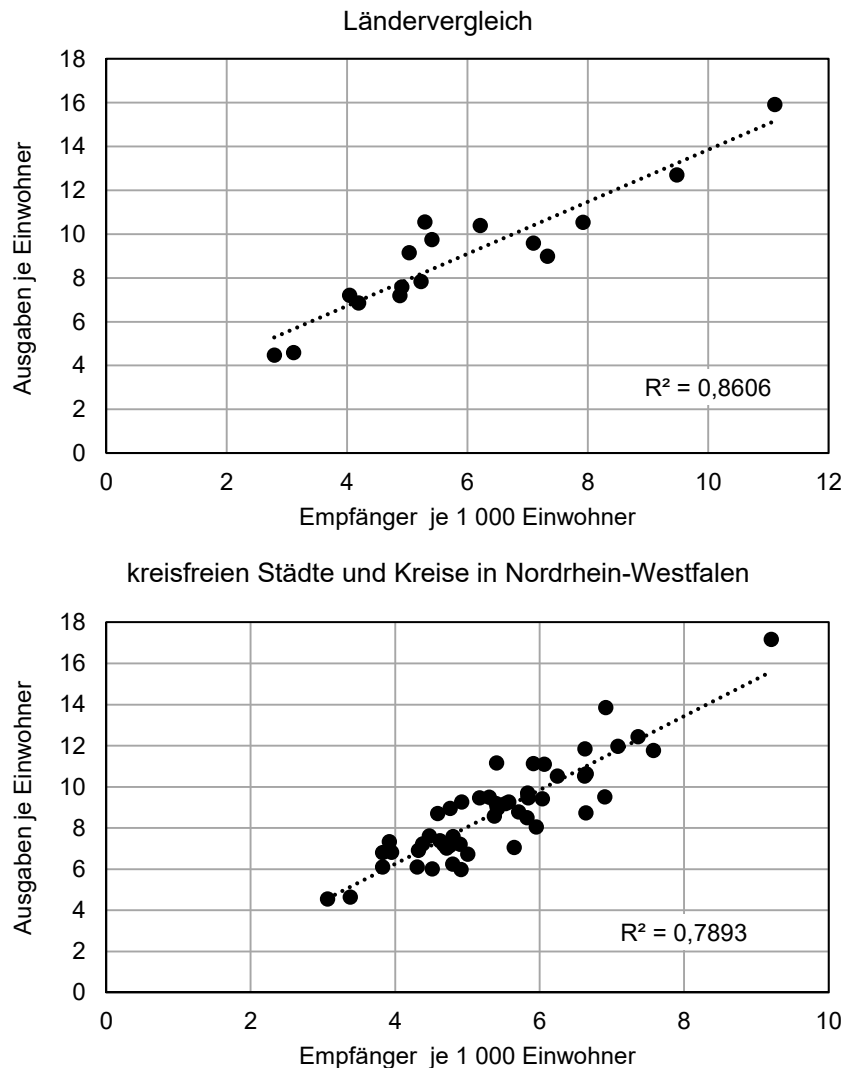 Ländervergleich
18
16
14
12
10
8
6
4
2
0
Ausgaben je Einwohner
R² = 0,8606
0 2 4 6 8 10 12
Empfänger je 1 000 Einwohner
kreisfreien Städte und Kreise in Nordrhein-Westfalen
18
16
14
12
10
8
6
4
2
0
Ausgaben je Einwohner
R² = 0,7893
0 2 4 6 8 10
Empfänger je 1 000 Einwohner